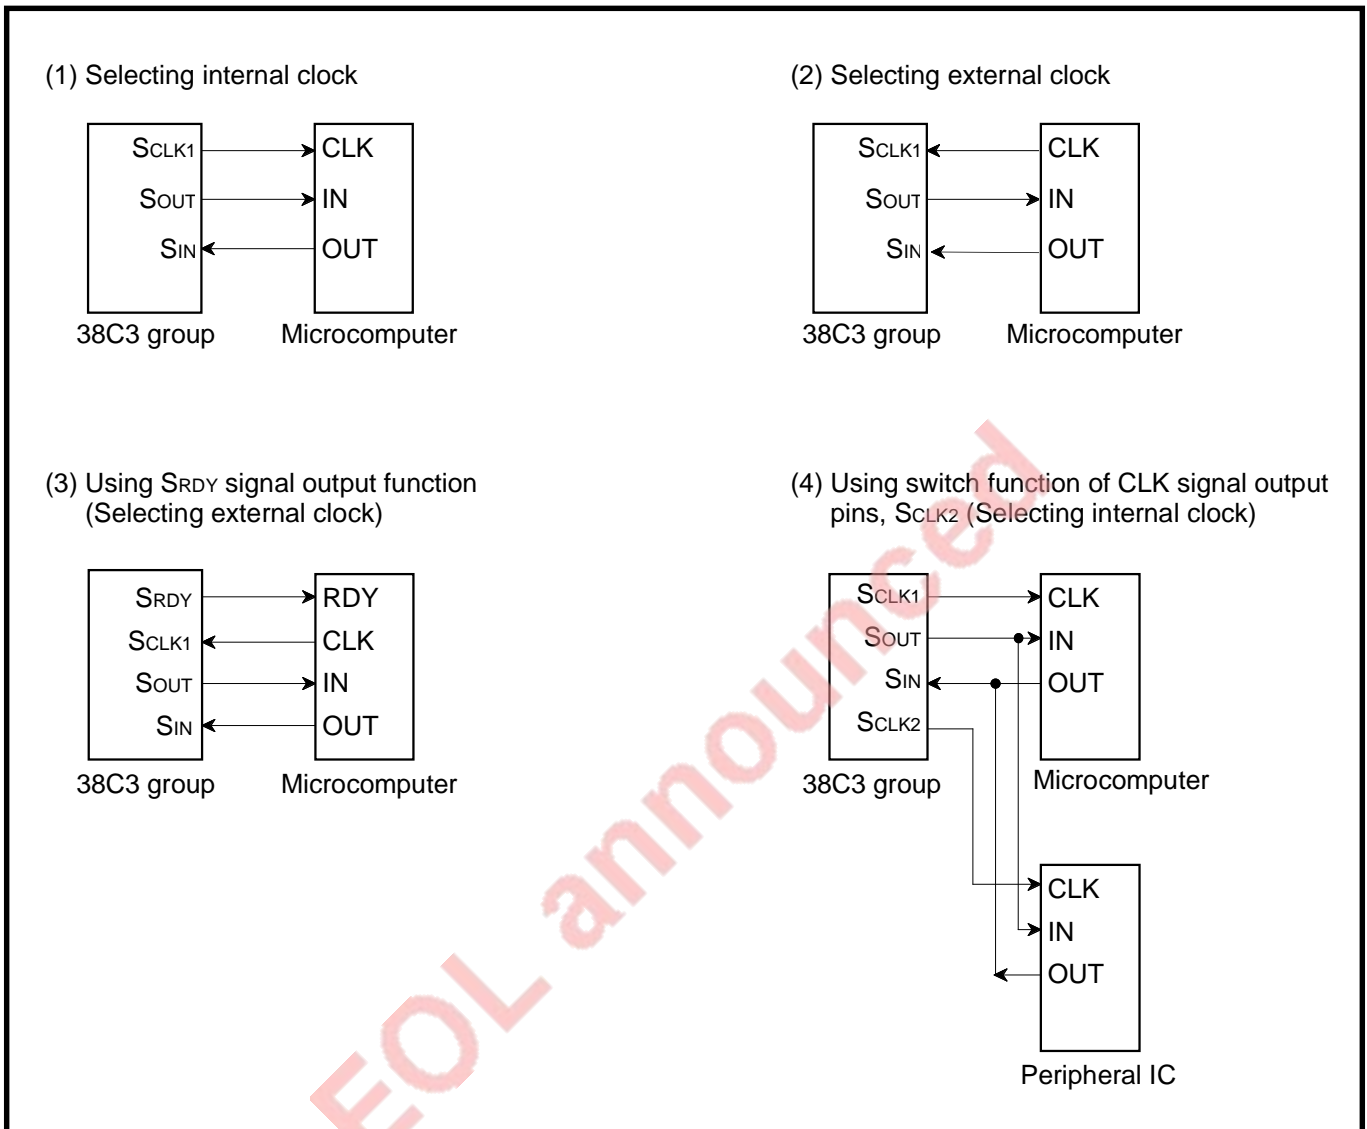 (1) Selecting internal clock
SCLK1
CLK
SOUT
IN
SIN
OUT
38C3 group
Microcomputer
(2) Selecting external clock
SCLK1
CLK
SOUT
IN
SIN
OUT
38C3 group
Microcomputer
(3) Using SRDY signal output function
(Selecting external clock)
SRDY
RDY
SCLK1
CLK
SOUT
IN
SIN
OUT
38C3 group
Microcomputer
(4) Using switch function of CLK signal output
pins, SCLK2 (Selecting internal clock)
SCLK1
CLK
SOUT
IN
SIN
OUT
SCLK2
38C3 group
Microcomputer
CLK
IN
OUT
Peripheral IC
EOL announced